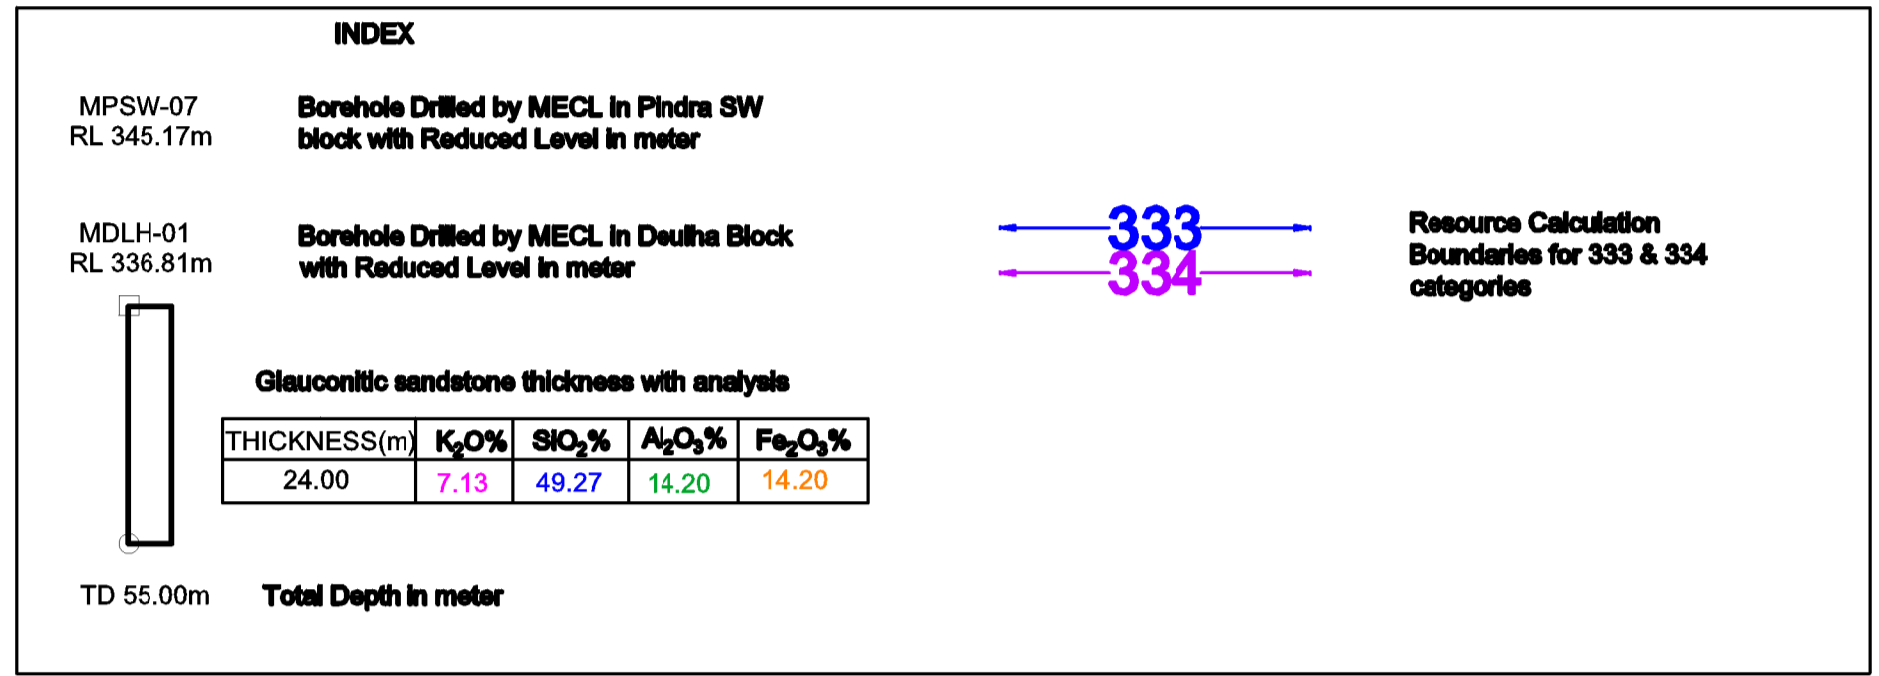 INDEX
MPSW-07
RL 345.17m
Borehole Drilled by MECL in Pindra SW
block with Reduced Level in meter
MDLH-01
RL 336.81m
Borehole Drilled by MECL in Deulha Block
with Reduced Level in meter
333
334
Resource Calculation
Boundaries for 333 & 334
categories
Glauconitic sandstone thickness with analysis
THICKNESS(m) K₂O% SiO₂% Al₂O₃% Fe₂O₃%
24.00 7.13 49.27 14.20 14.20
TD 55.00m Total Depth in meter